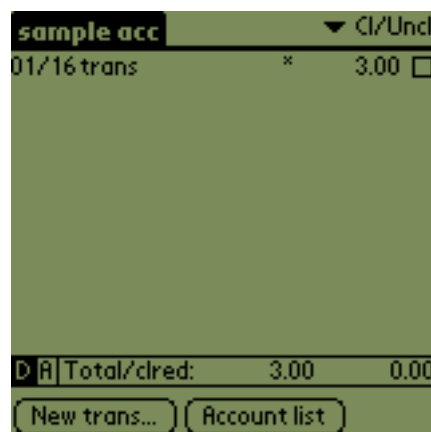 sample acc Cl/Uncl
01/16 trans * 3.00
D A Total/clred: 3.00 0.00
New trans... Account list